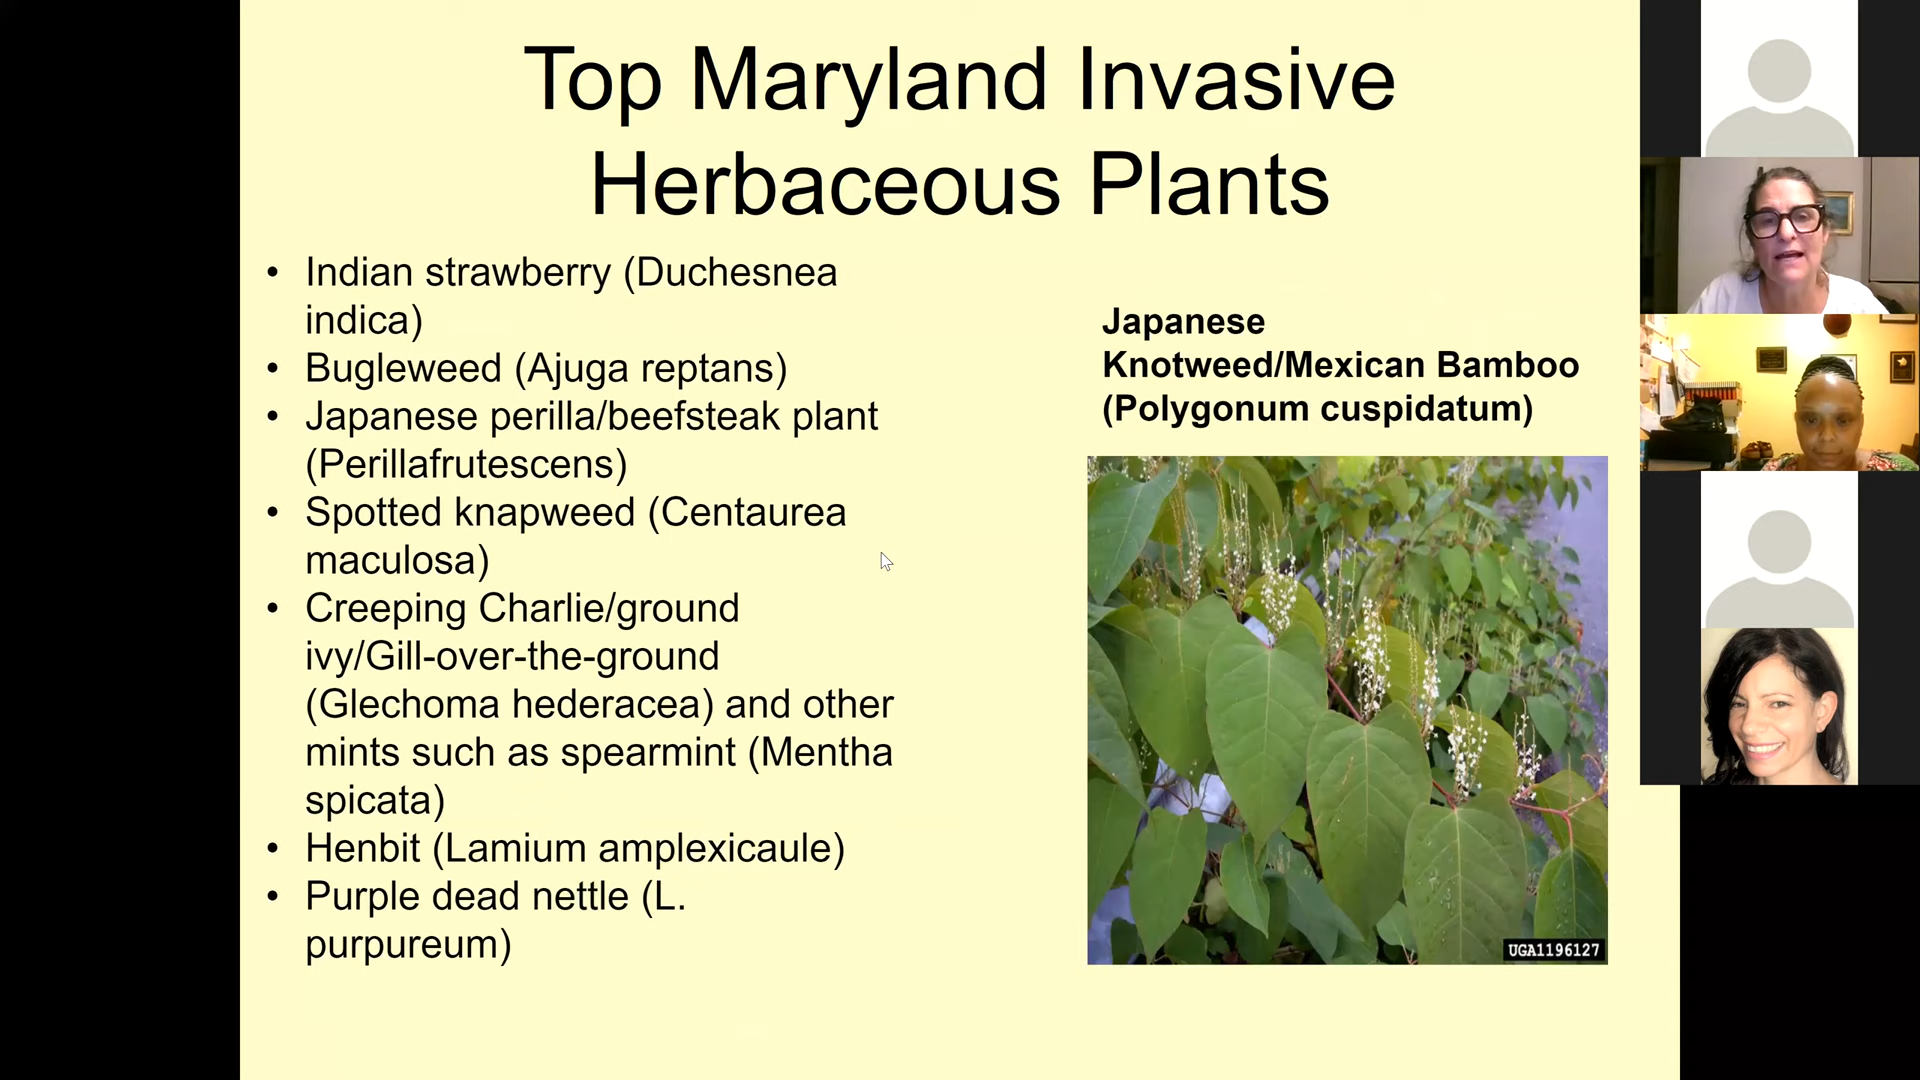 Top Maryland Invasive
Herbaceous Plants
• Indian strawberry (Duchesnea
indica)
• Bugleweed (Ajuga reptans)
• Japanese perilla/beefsteak plant
(Perillafrutescens)
• Spotted knapweed (Centaurea
maculosa)
• Creeping Charlie/ground
ivy/Gill-over-the-ground
(Glechoma hederacea) and other
mints such as spearmint (Mentha
spicata)
• Henbit (Lamium amplexicaule)
• Purple dead nettle (L.
purpureum)
Japanese
Knotweed/Mexican Bamboo
(Polygonum cuspidatum)
UGA1196127